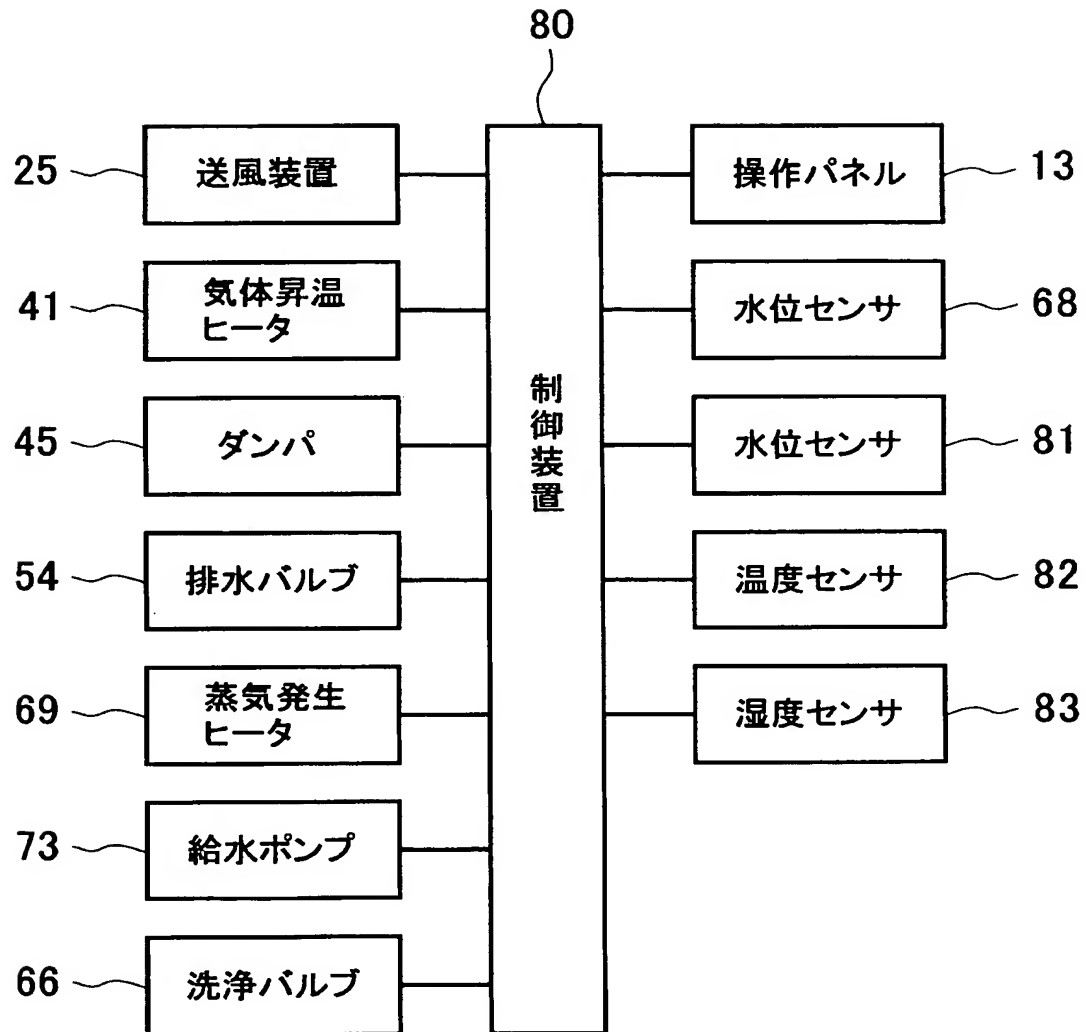 80
25
送風装置
41
気体昇温
ヒータ
45
ダンパ
54
排水バルブ
69
蒸気発生
ヒータ
73
給水ポンプ
66
洗浄バルブ
制御装置
操作パネル
13
水位センサ
68
水位センサ
81
温度センサ
82
湿度センサ
83